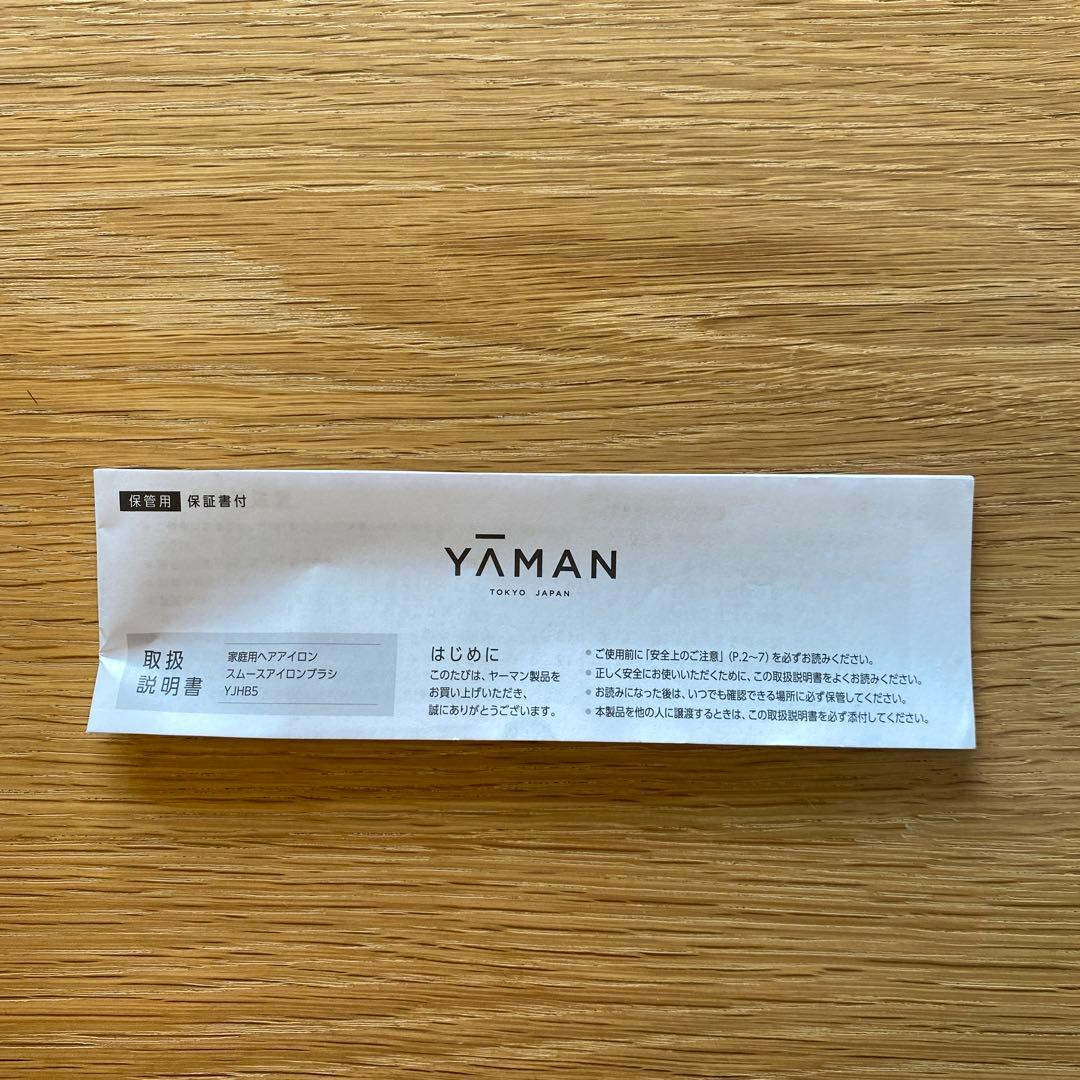 保管用 保証書付
YĀMAN
TOKYO JAPAN
取扱
説明書
家庭用ヘアアイロン
スムースアイロンブラシ
YJHB5
はじめに
このたびは、ヤーマン製品を
お買い上げいただき、
誠にありがとうございます。
● ご使用前に「安全上のご注意」(P.2〜7)を必ずお読みください。
● 正しく安全にお使いいただくために、この取扱説明書をよくお読みください。
● お読みになった後は、いつでも確認できる場所に必ず保管してください。
● 本製品を他の人に譲渡するときは、この取扱説明書を必ず添付してください。